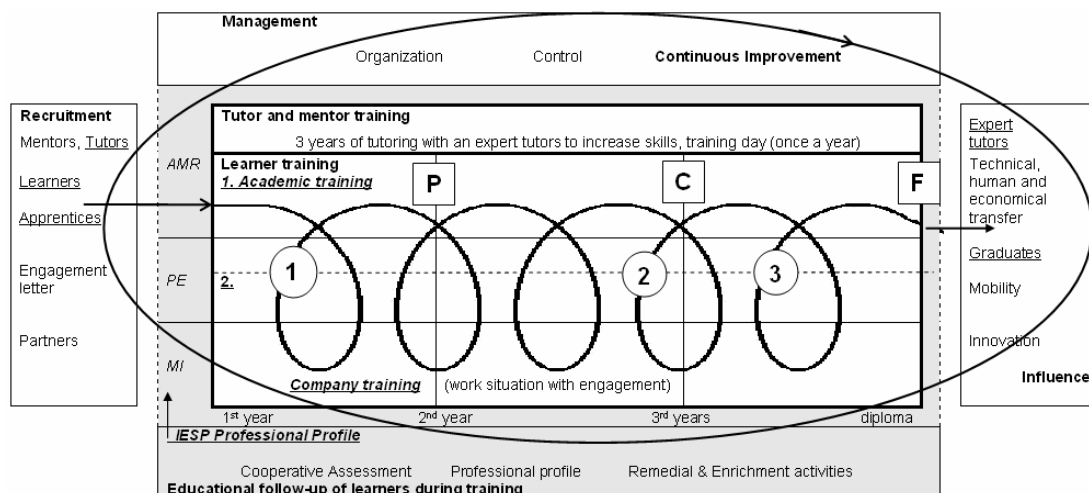 Management
Organization Control Continuous Improvement
Recruitment
Mentors, Tutors
Learners
Apprentices
Engagement
letter
Partners
AMR
PE
MI
Tutor and mentor training
3 years of tutoring with an expert tutors to increase skills, training day (once a year)
Learner training
1. Academic training
P
C
F
1
2
3
2.
Company training (work situation with engagement)
1st year 2nd year 3rd years diploma
IESP Professional Profile
Cooperative Assessment Professional profile Remedial & Enrichment activities
Educational follow-up of learners during training
Expert
tutors
Technical,
human and
economical
transfer
Graduates
Mobility
Innovation
Influence